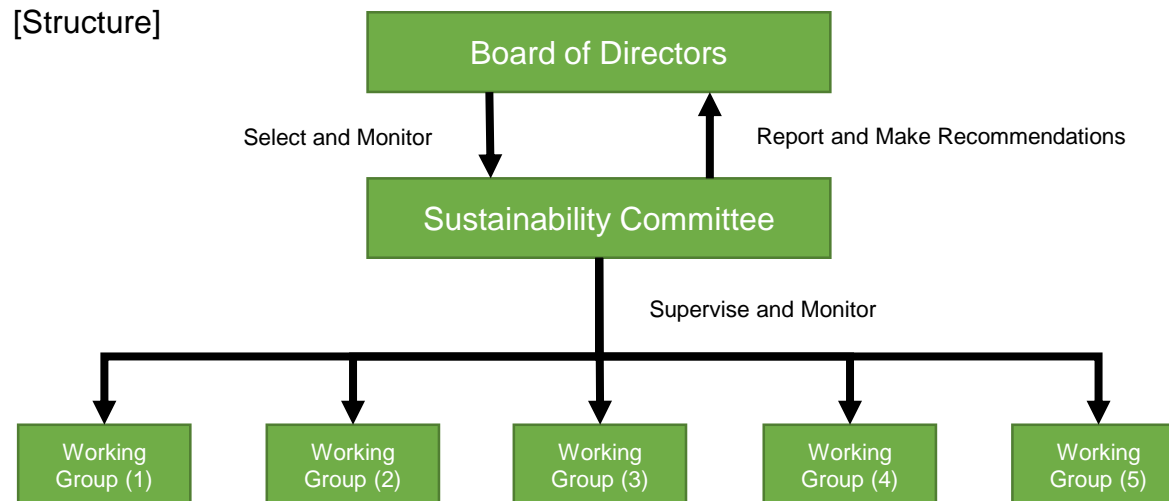 [Structure]
Board of Directors
Select and Monitor
Report and Make Recommendations
Sustainability Committee
Supervise and Monitor
Working
Group (1)
Working
Group (2)
Working
Group (3)
Working
Group (4)
Working
Group (5)